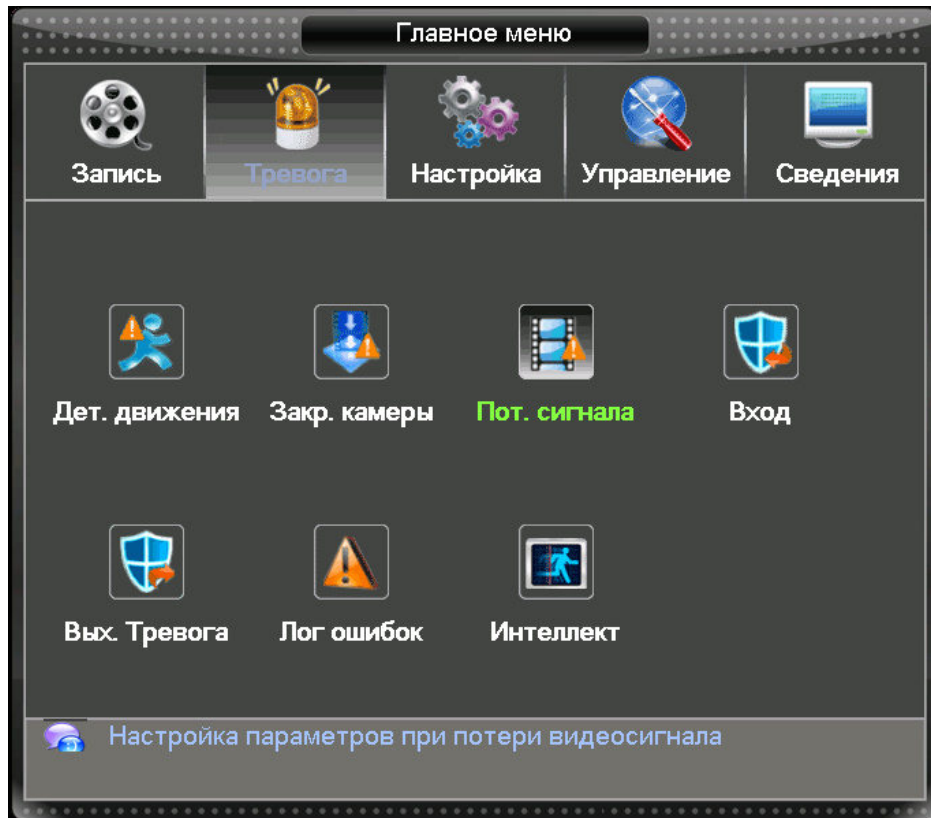 Главное меню
Запись Тревога Настройка Управление Сведения
Дет. движения Закр. камеры Пот. сигнала Вход
Вых. Тревога Лог ошибок Интеллект
Настройка параметров при потери видеосигнала